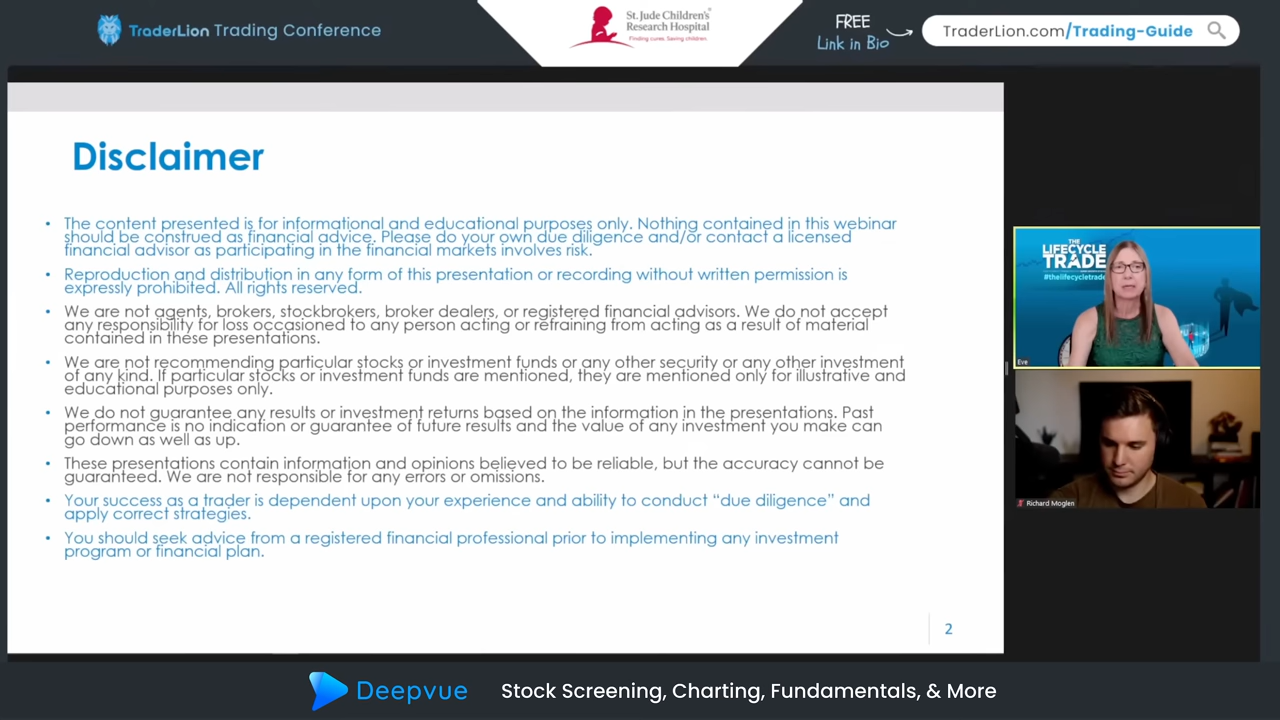 TraderLion Trading Conference
St. Jude Children's
Research Hospital
Finding cures. Saving children.
FREE
Link in Bio
TraderLion.com/Trading-Guide
Disclaimer
• The content presented is for informational and educational purposes only. Nothing contained in this webinar
should be construed as financial advice. Please do your own due diligence and/or contact a licensed
financial advisor as participating in the financial markets involves risk.
• Reproduction and distribution in any form of this presentation or recording without written permission is
expressly prohibited. All rights reserved.
• We are not agents, brokers, stockbrokers, broker dealers, or registered financial advisors. We do not accept
any responsibility for loss occasioned to any person acting or refraining from acting as a result of material
contained in these presentations.
• We are not recommending particular stocks or investment funds or any other security or any other investment
of any kind. If particular stocks or investment funds are mentioned, they are mentioned only for illustrative and
educational purposes only.
• We do not guarantee any results or investment returns based on the information in the presentations. Past
performance is no indication or guarantee of future results and the value of any investment you make can
go down as well as up.
• These presentations contain information and opinions believed to be reliable, but the accuracy cannot be
guaranteed. We are not responsible for any errors or omissions.
• Your success as a trader is dependent upon your experience and ability to conduct “due diligence” and
apply correct strategies.
• You should seek advice from a registered financial professional prior to implementing any investment
program or financial plan.
2
THE
LIFECYCLE
TRADE
#thelifecycletrade
Eve
Richard Moglen
Deepvue
Stock Screening, Charting, Fundamentals, & More